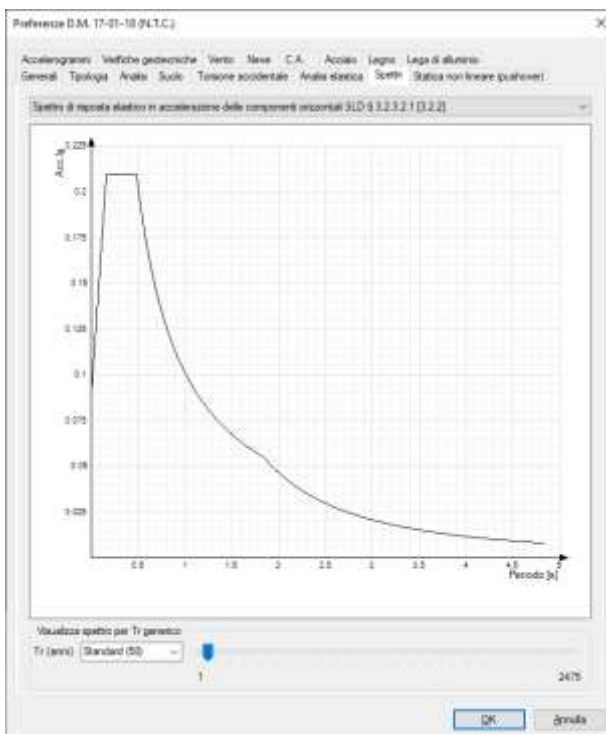 Preferenze D.M. 17-01-18 (N.T.C.)
Accelerogrammi Verifiche geotecniche Vento Neve C.A. Acciaio Legno Lega di alluminio
Generali Tipologia Analisi Suolo Torsione accidentale Analisi elastica Spettri Statica non lineare (pushover)
Spettro di risposta elastico in accelerazione delle componenti orizzontali SLD § 3.2.3.2.1 [3.2.2]
Acc./g
0.225
0.2
0.175
0.15
0.125
0.1
0.075
0.05
0.025
0.5 1 1.5 2 2.5 3 3.5 4 4.5 5
Periodo [s]
Visualizza spettro per Tr generico
Tr (anni) Standard (50)
1 2475
OK Annulla